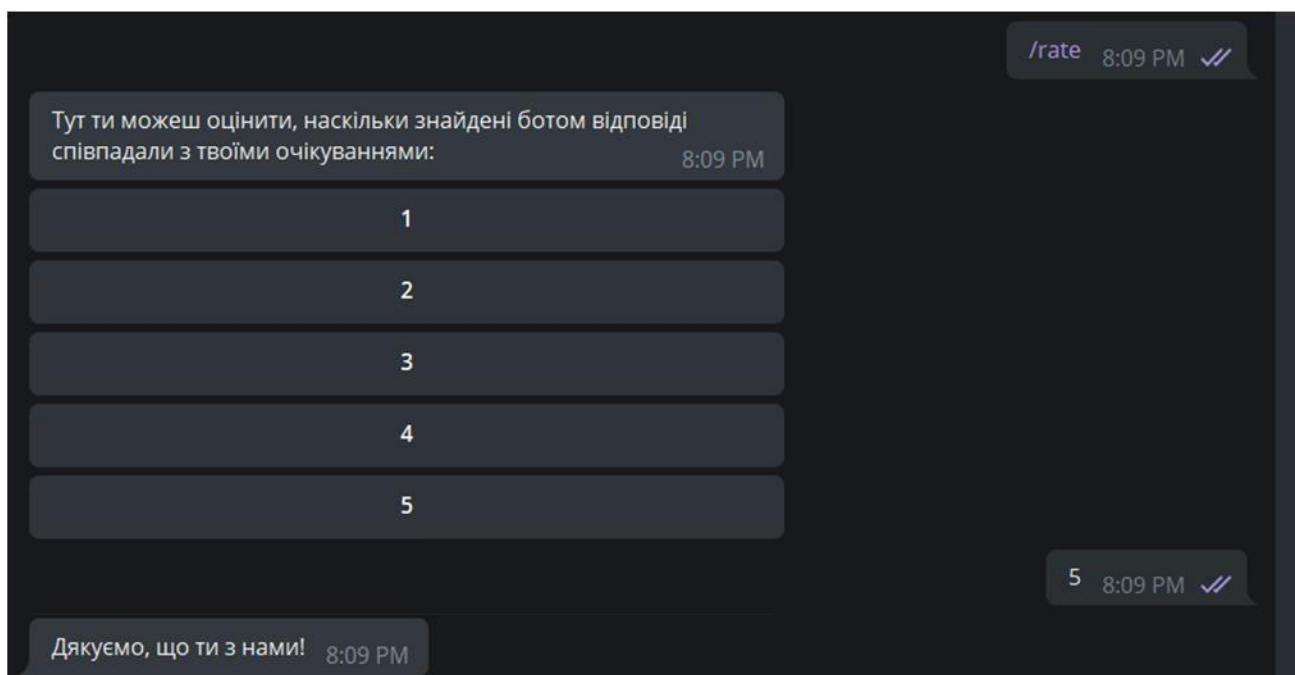 /rate 8:09 PM
Тут ти можеш оцінити, наскільки знайдені ботом відповіді
співпадали з твоїми очікуваннями: 8:09 PM
1
2
3
4
5
5 8:09 PM
Дякуємо, що ти з нами! 8:09 PM